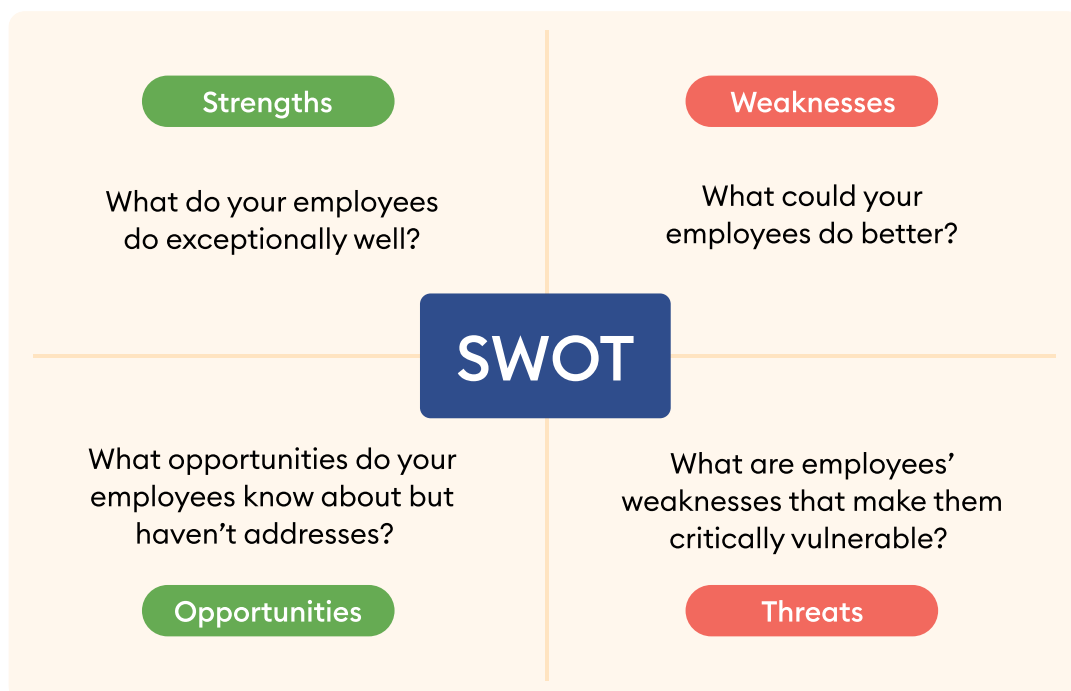 Strengths
What do your employees
do exceptionally well?
Weaknesses
What could your
employees do better?
SWOT
What opportunities do your
employees know about but
haven’t addresses?
Opportunities
What are employees’
weaknesses that make them
critically vulnerable?
Threats